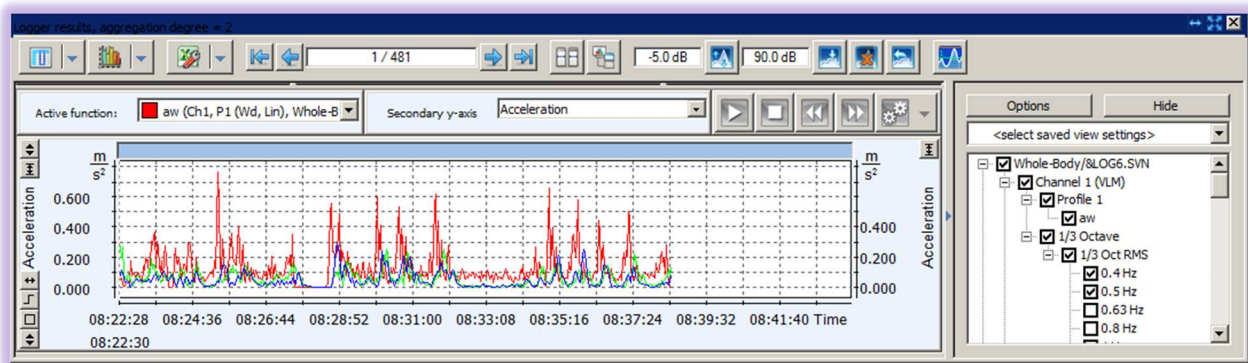 Logger results, aggregation degree = 2
1 / 481
-5.0 dB
90.0 dB
Active function:
aw (Ch1, P1 (Wd, Lin), Whole-B
Secondary y-axis
Acceleration
Options
Hide
<select saved view settings>
Whole-Body/&LOG6.SVN
Channel 1 (VLM)
Profile 1
aw
1/3 Octave
1/3 Oct RMS
0.4 Hz
0.5 Hz
0.63 Hz
0.8 Hz
m
s²
0.600
0.400
0.200
0.000
Acceleration
m
s²
0.400
0.200
0.000
Acceleration
08:22:28 08:24:36 08:26:44 08:28:52 08:31:00 08:33:08 08:35:16 08:37:24 08:39:32 08:41:40 Time
08:22:30